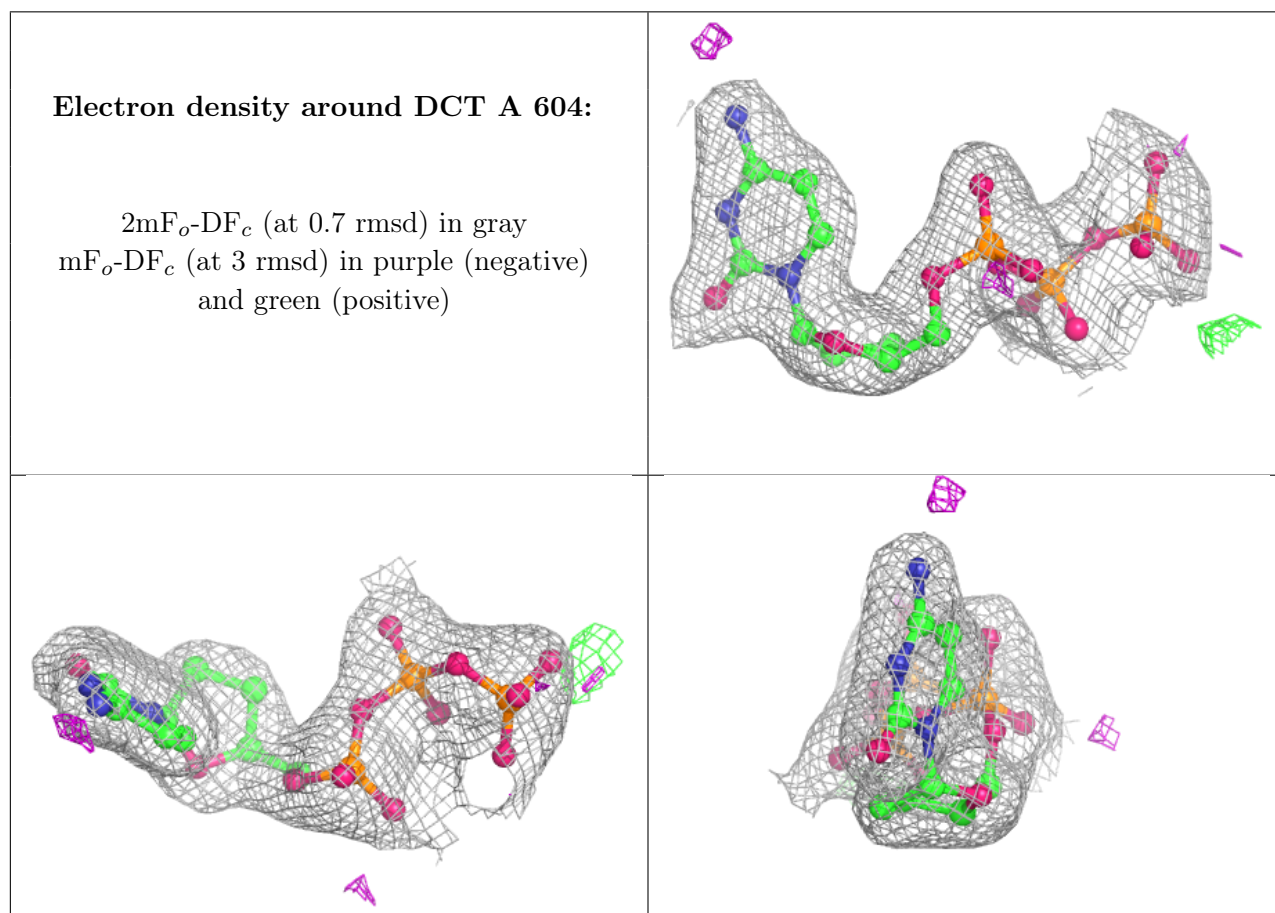 Electron density around DCT A 604:
2mFo-DFc (at 0.7 rmsd) in gray
mFo-DFc (at 3 rmsd) in purple (negative)
and green (positive)